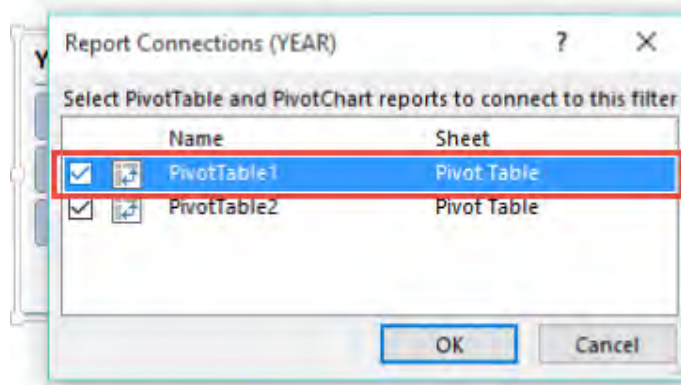 Y
Report Connections (YEAR) ? ×
Select PivotTable and PivotChart reports to connect to this filter
Name Sheet
PivotTable1 Pivot Table
PivotTable2 Pivot Table
OK Cancel